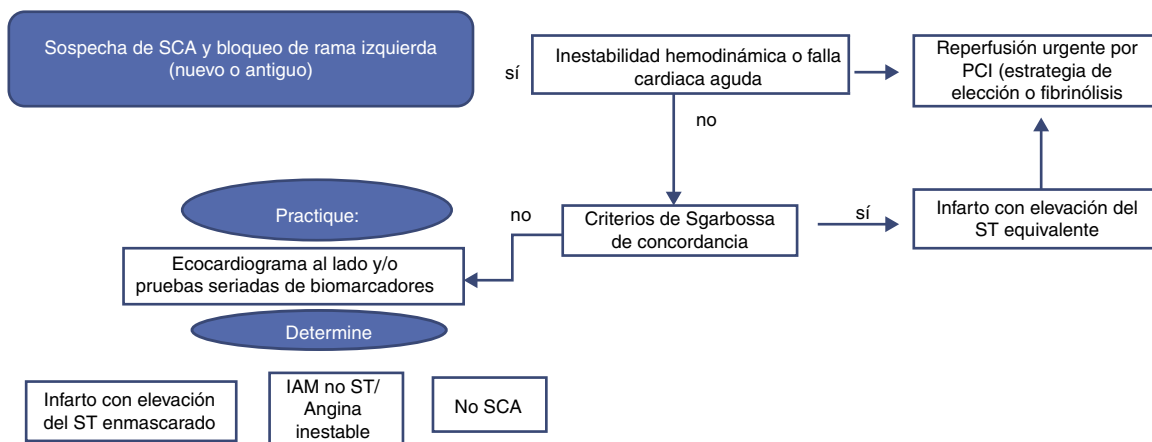 Sospecha de SCA y bloqueo de rama izquierda
(nuevo o antiguo)
sí
Inestabilidad hemodinámica o falla
cardiaca aguda
Reperfusión urgente por
PCI (estrategia de
elección o fibrinólisis
no
Practique:
no
Criterios de Sgarbossa
de concordancia
sí
Infarto con elevación del
ST equivalente
Ecocardiograma al lado y/o
pruebas seriadas de biomarcadores
Determine
Infarto con elevación
del ST enmascarado
IAM no ST/
Angina
inestable
No SCA